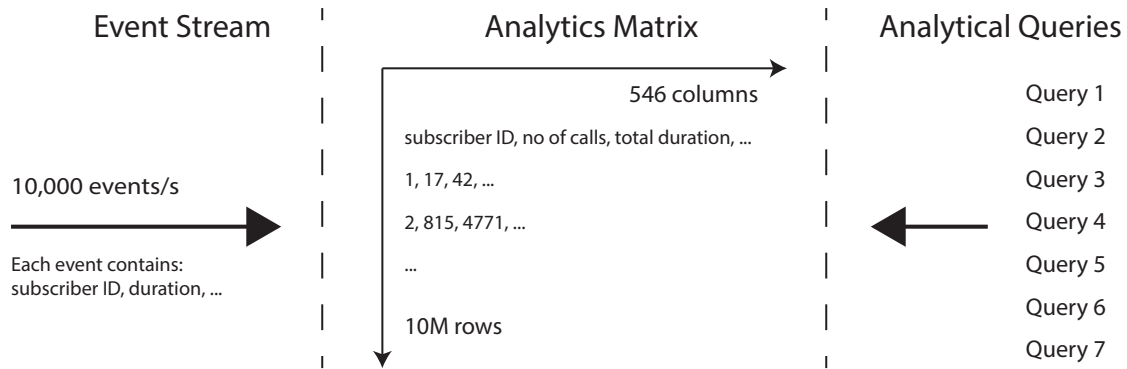 Event Stream
Analytics Matrix
Analytical Queries
10,000 events/s
Each event contains:
subscriber ID, duration, ...
546 columns
subscriber ID, no of calls, total duration, ...
1, 17, 42, ...
2, 815, 4771, ...
...
10M rows
Query 1
Query 2
Query 3
Query 4
Query 5
Query 6
Query 7